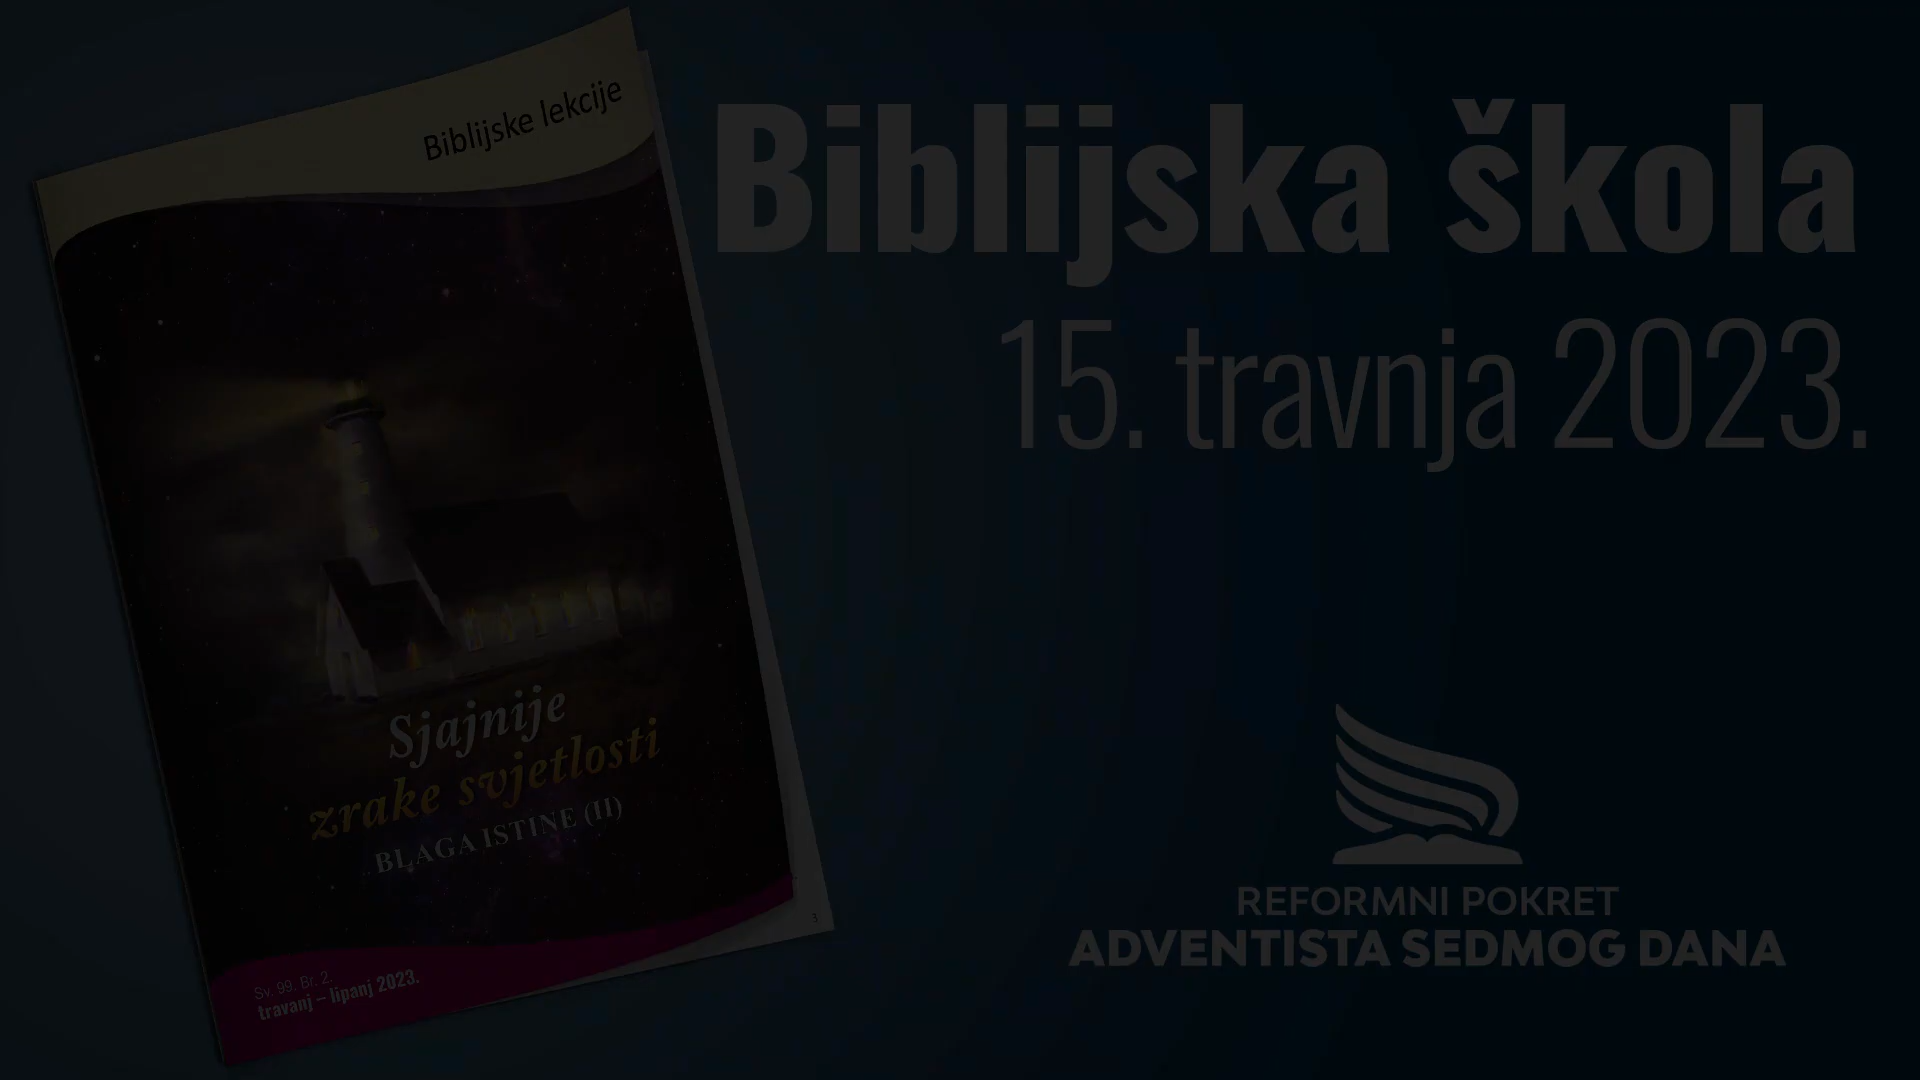 Biblijske lekcije
Sjajnije
zrake svjetlosti
BLAGA ISTINE (II)
Sv. 99, Br. 2.
travanj – lipanj 2023.
3
Biblijska škola
15. travnja 2023.
REFORMNI POKRET
ADVENTISTA SEDMOG DANA